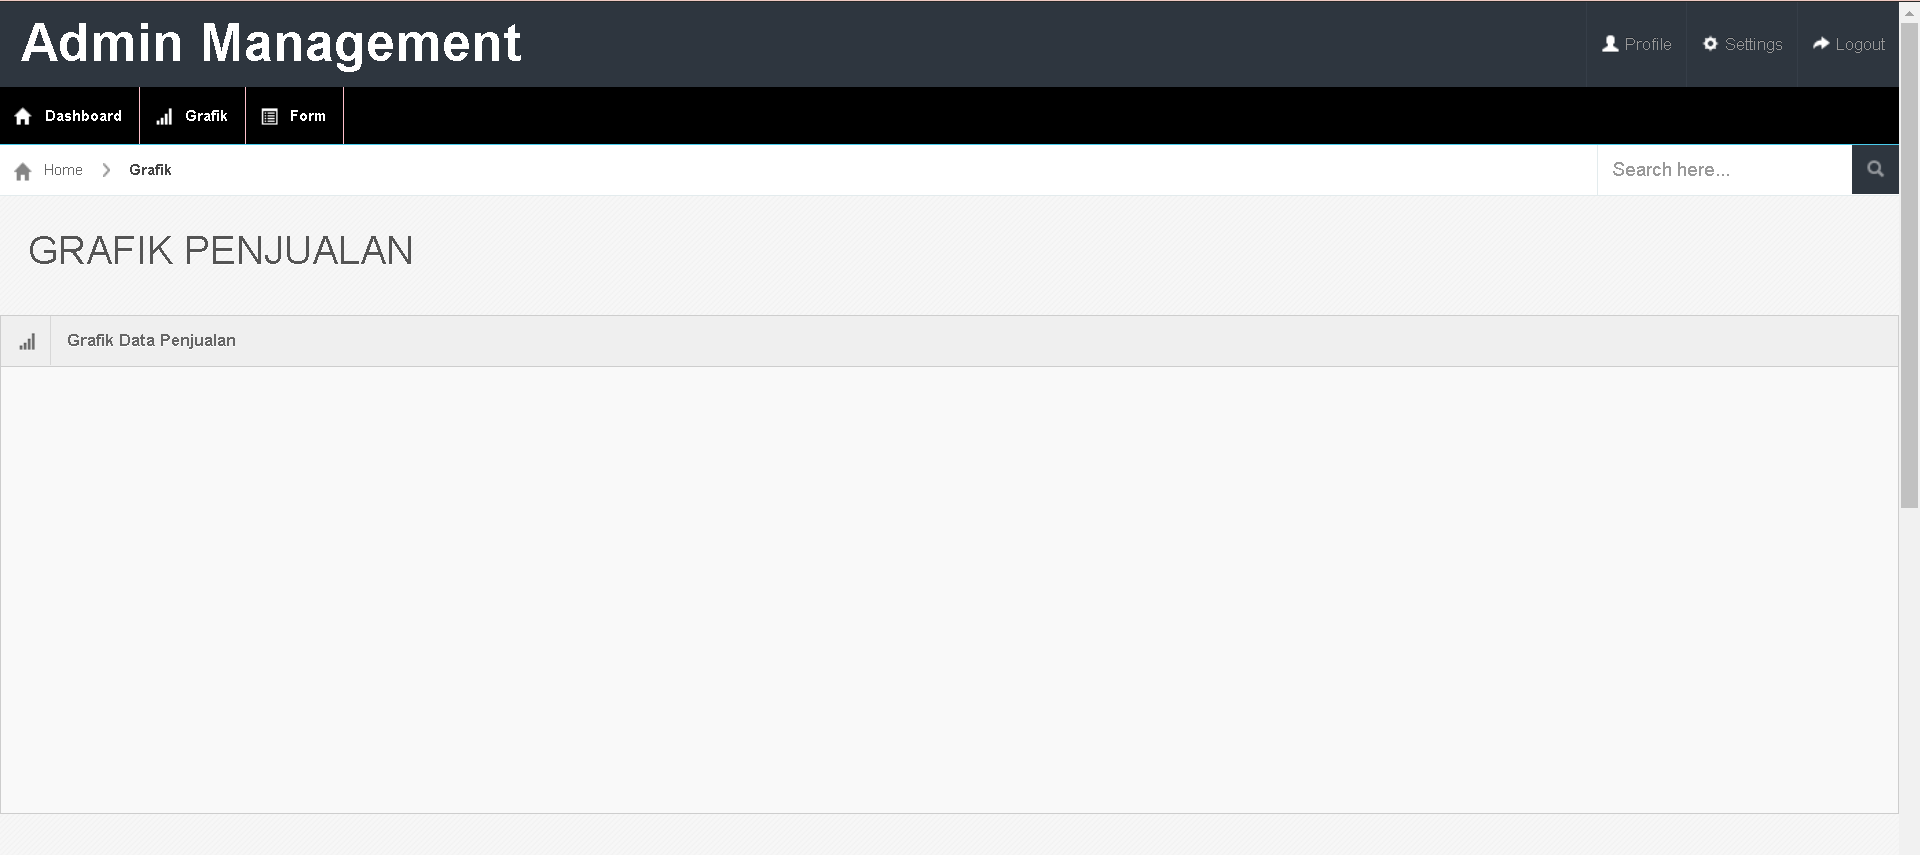 Admin Management
Profile Settings Logout
Dashboard Grafik Form
Home Grafik Search here...
GRAFIK PENJUALAN
Grafik Data Penjualan